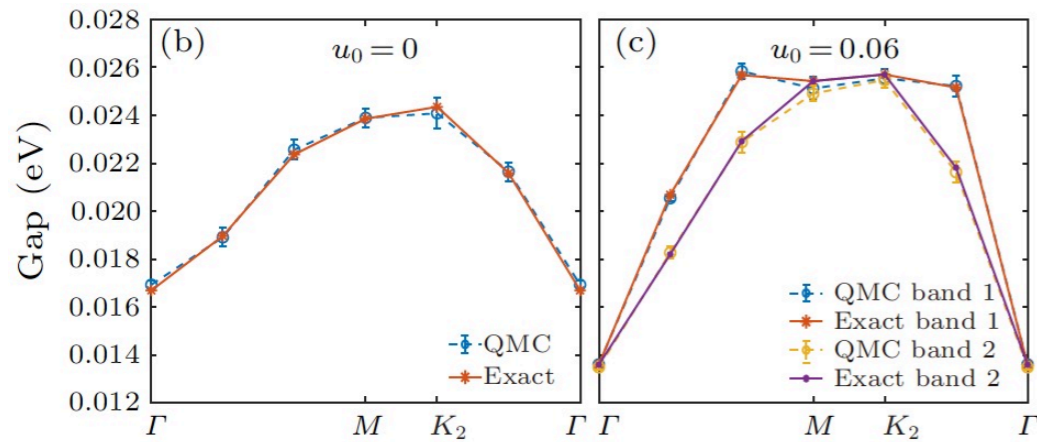 Gap (eV)
0.028
0.026
0.024
0.022
0.020
0.018
0.016
0.014
0.012
(b)
u₀ = 0
QMC
Exact
Γ
M
K₂
Γ
(c)
u₀ = 0.06
QMC band 1
Exact band 1
QMC band 2
Exact band 2
Γ
M
K₂
Γ